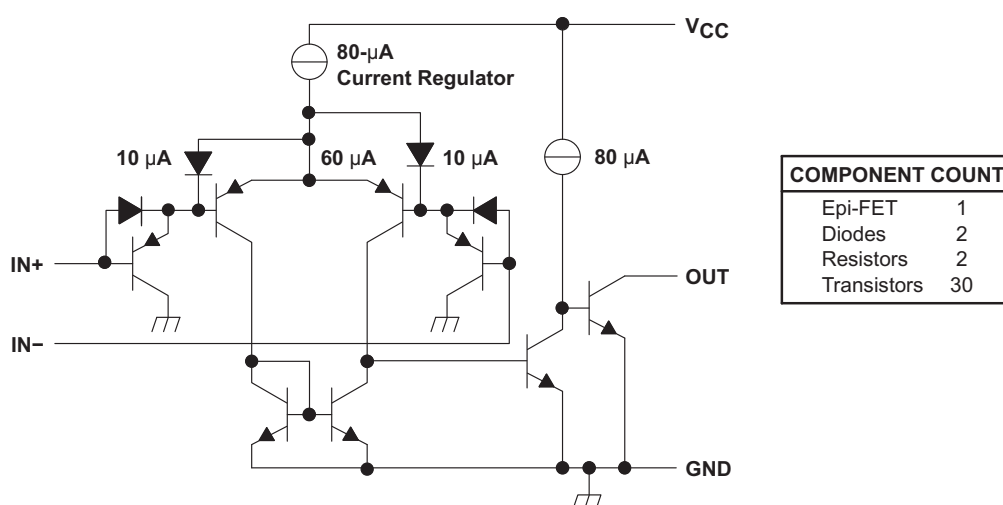 VCC
80-µA
Current Regulator
10 µA
60 µA
10 µA
80 µA
IN+
OUT
IN−
GND
COMPONENT COUNT
Epi-FET 1
Diodes 2
Resistors 2
Transistors 30